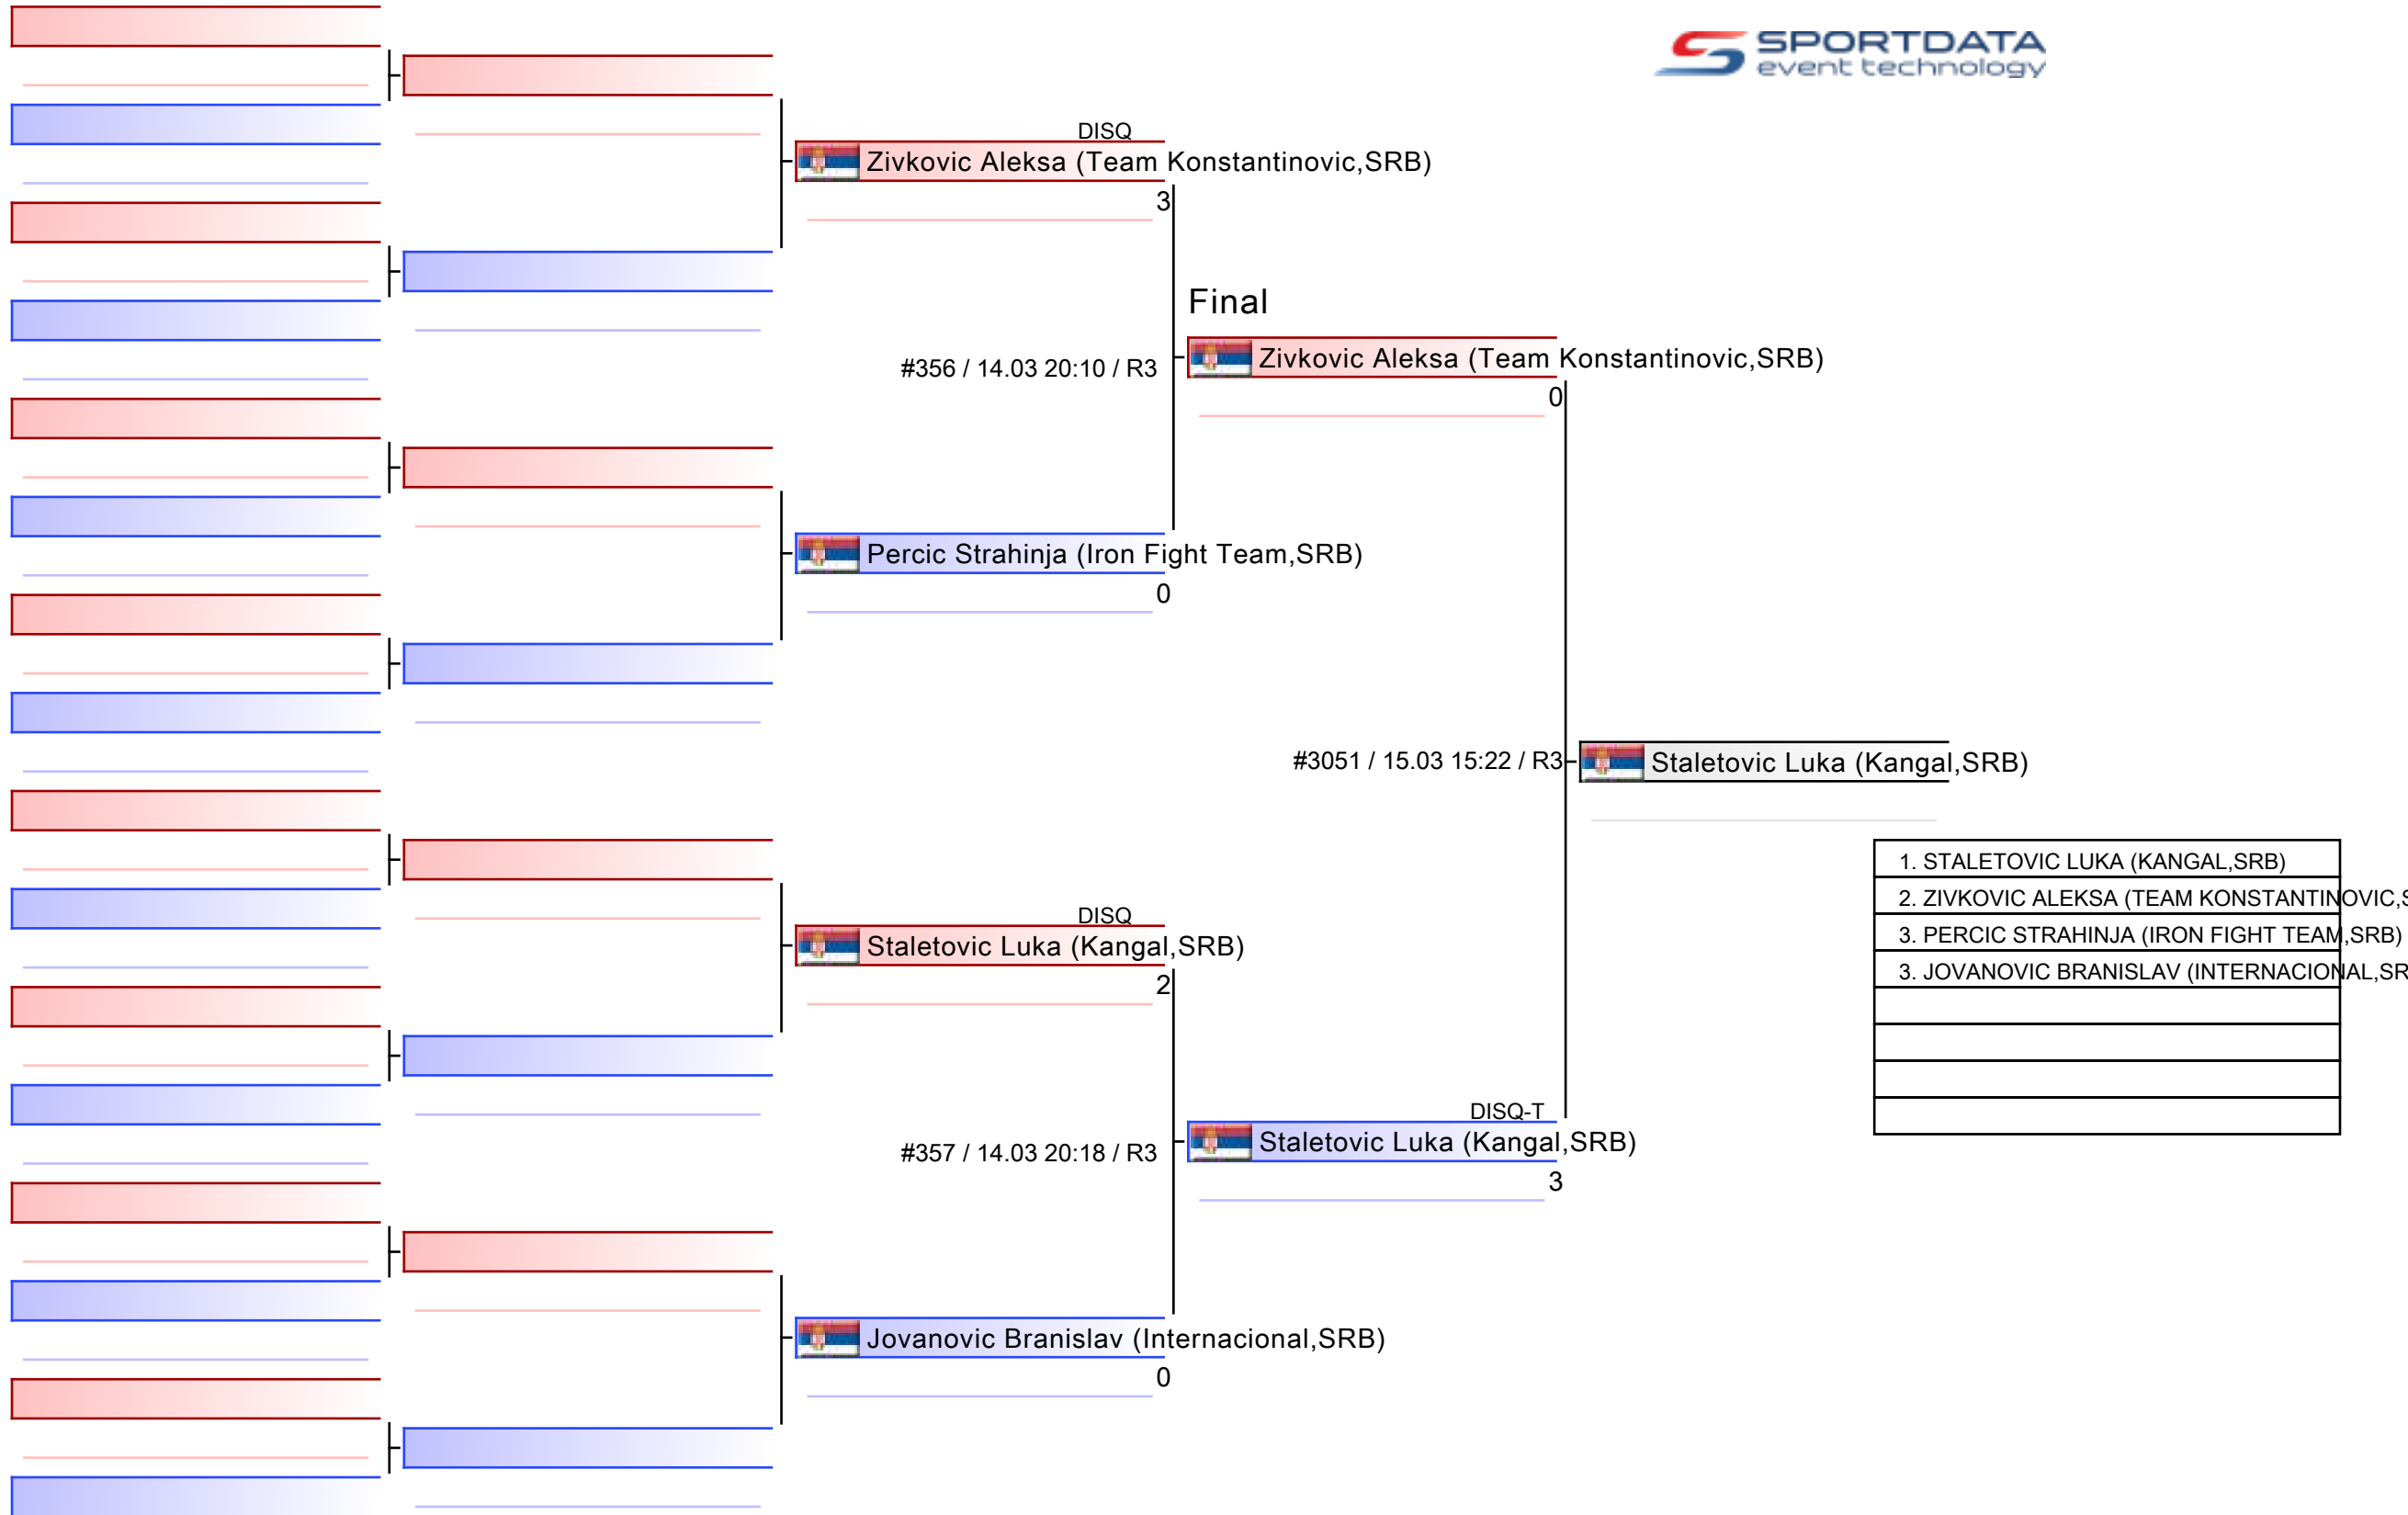 SPORTDATA
event technology
DISQ
Zivkovic Aleksa (Team Konstantinovic,SRB)
3
Final
#356 / 14.03 20:10 / R3
Zivkovic Aleksa (Team Konstantinovic,SRB)
0
Percic Strahinja (Iron Fight Team,SRB)
0
#3051 / 15.03 15:22 / R3
Staletovic Luka (Kangal,SRB)
1. STALETOVIC LUKA (KANGAL,SRB)
2. ZIVKOVIC ALEKSA (TEAM KONSTANTINOVIC,S
3. PERCIC STRAHINJA (IRON FIGHT TEAM,SRB)
3. JOVANOVIC BRANISLAV (INTERNACIONAL,SR
DISQ
Staletovic Luka (Kangal,SRB)
2
DISQ-T
#357 / 14.03 20:18 / R3
Staletovic Luka (Kangal,SRB)
3
Jovanovic Branislav (Internacional,SRB)
0